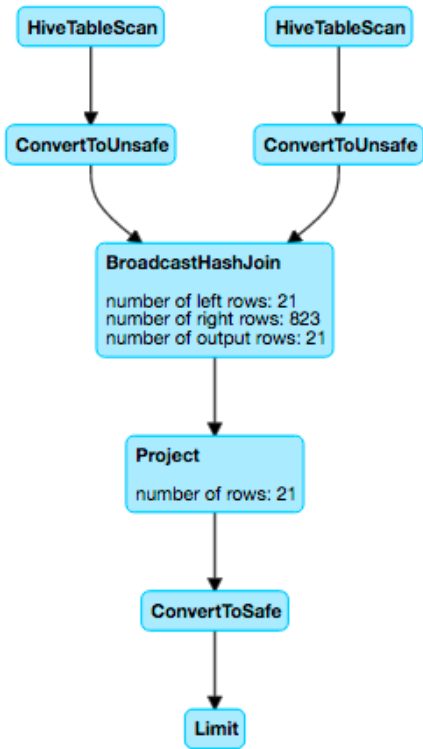 HiveTableScan
HiveTableScan
ConvertToUnsafe
ConvertToUnsafe
BroadcastHashJoin
number of left rows: 21
number of right rows: 823
number of output rows: 21
Project
number of rows: 21
ConvertToSafe
Limit